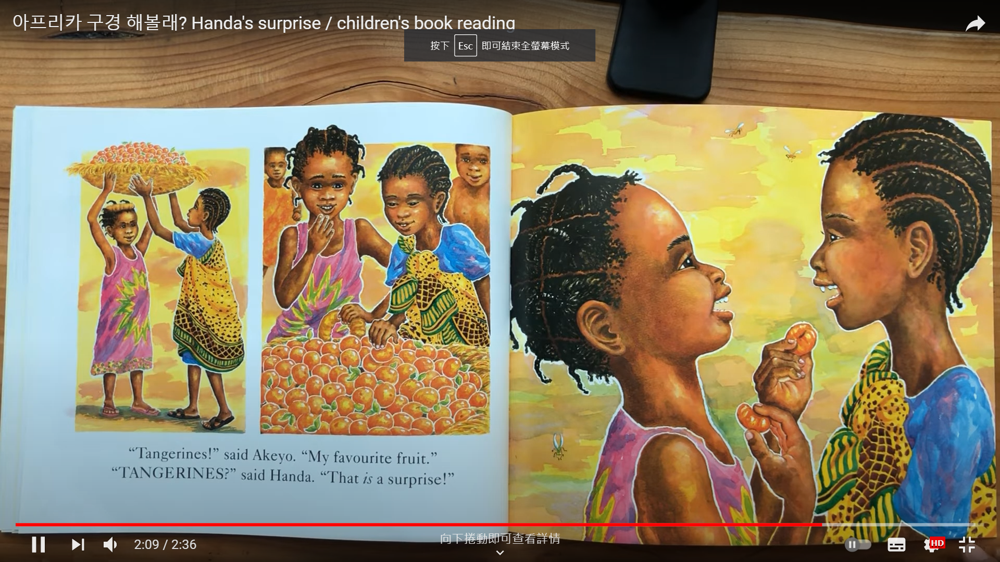 아프리카 구경 해볼래? Handa's surprise / children's book reading
按下 Esc 即可結束全螢幕模式
“Tangerines!” said Akeyo. “My favourite fruit.”
“TANGERINES?” said Handa. “That is a surprise!”
向下捲動即可查看詳情
2:09 / 2:36
HD